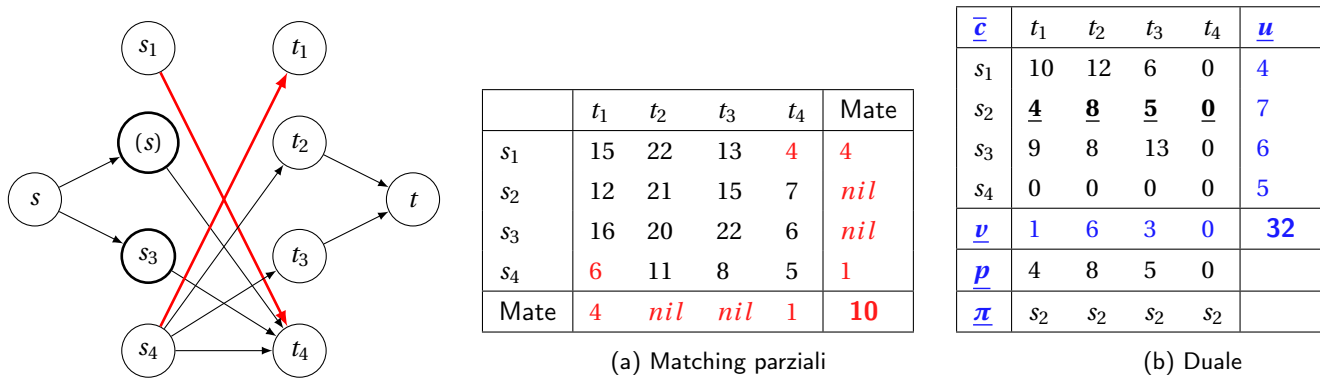 s1 t1
(s) t2
s t
s3 t3
s4 t4
t1 t2 t3 t4 Mate
s1 15 22 13 4 4
s2 12 21 15 7 nil
s3 16 20 22 6 nil
s4 6 11 8 5 1
Mate 4 nil nil 1 10
(a) Matching parziali
c̅ t1 t2 t3 t4 u
s1 10 12 6 0 4
s2 4 8 5 0 7
s3 9 8 13 0 6
s4 0 0 0 0 5
v 1 6 3 0 32
p 4 8 5 0
π s2 s2 s2 s2
(b) Duale